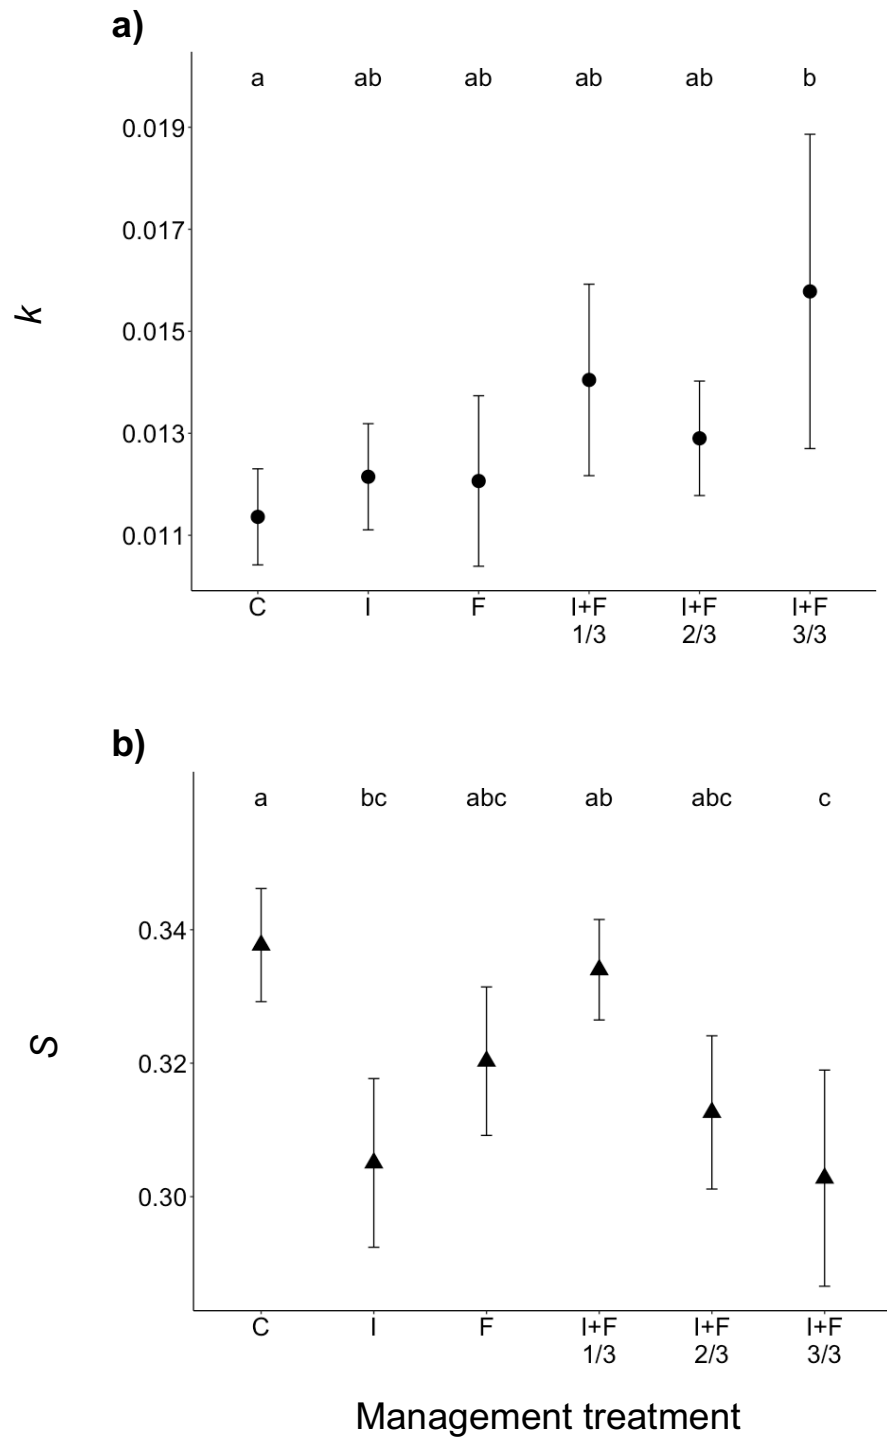 a)
a ab ab ab ab b
0.019
0.017
0.015
0.013
0.011
k
C I F I+F I+F I+F
1/3 2/3 3/3
b)
a bc abc ab abc c
0.34
0.32
0.30
S
C I F I+F I+F I+F
1/3 2/3 3/3
Management treatment